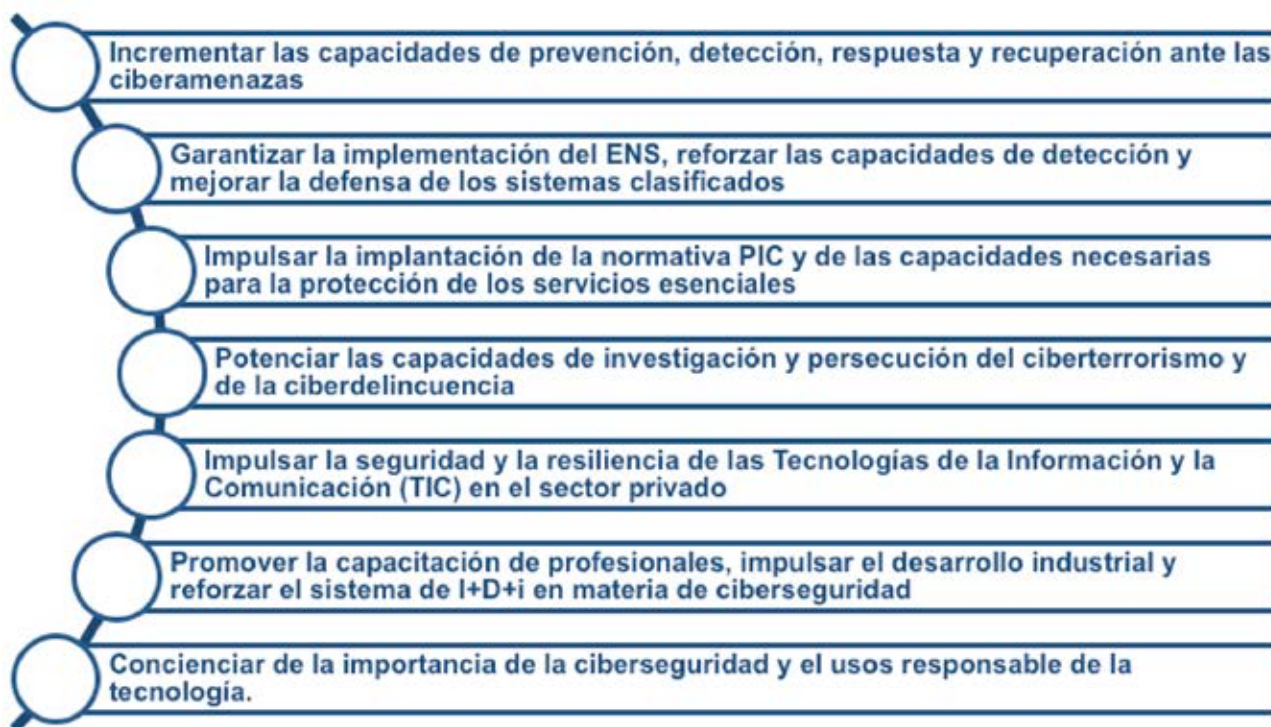 Incrementar las capacidades de prevención, detección, respuesta y recuperación ante las
ciberamenazas
Garantizar la implementación del ENS, reforzar las capacidades de detección y
mejorar la defensa de los sistemas clasificados
Impulsar la implantación de la normativa PIC y de las capacidades necesarias
para la protección de los servicios esenciales
Potenciar las capacidades de investigación y persecución del ciberterrorismo y
de la ciberdelincuencia
Impulsar la seguridad y la resiliencia de las Tecnologías de la Información y la
Comunicación (TIC) en el sector privado
Promover la capacitación de profesionales, impulsar el desarrollo industrial y
reforzar el sistema de I+D+i en materia de ciberseguridad
Concienciar de la importancia de la ciberseguridad y el usos responsable de la
tecnología.